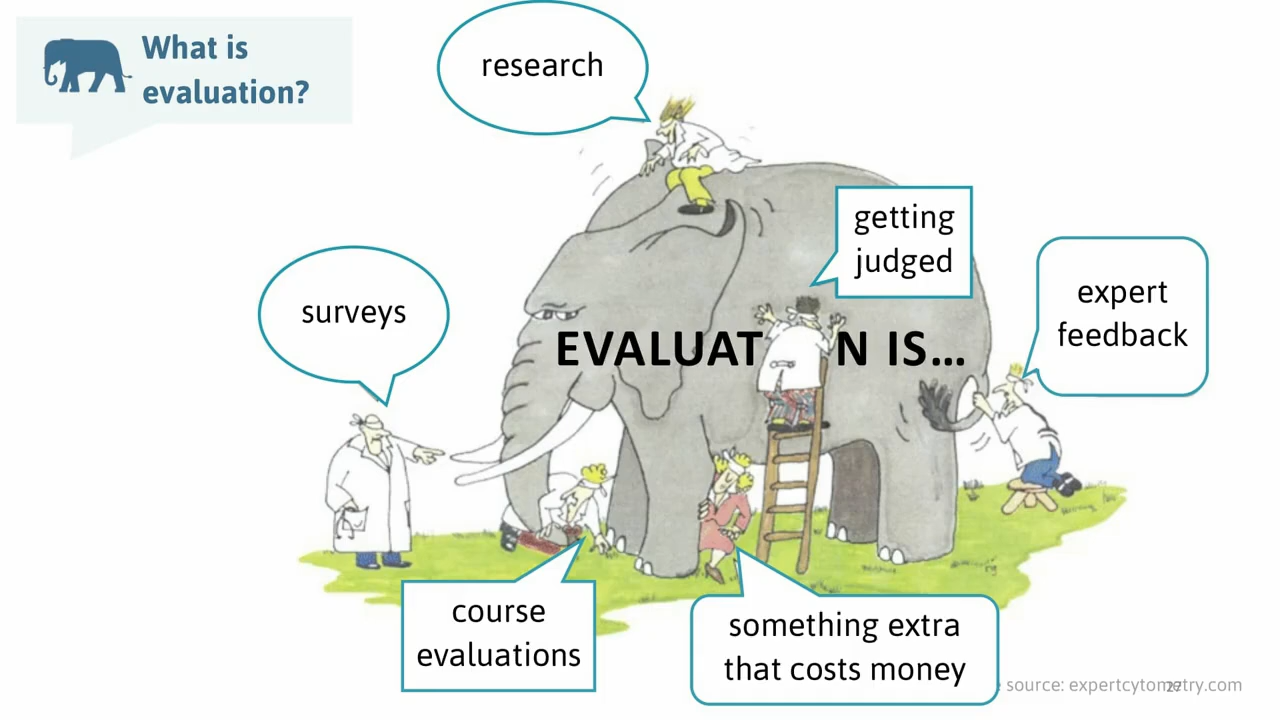 What is
evaluation?
research
getting
judged
expert
feedback
surveys
EVALUAT N IS...
course
evaluations
something extra
that costs money
source: expertcytometry.com
27